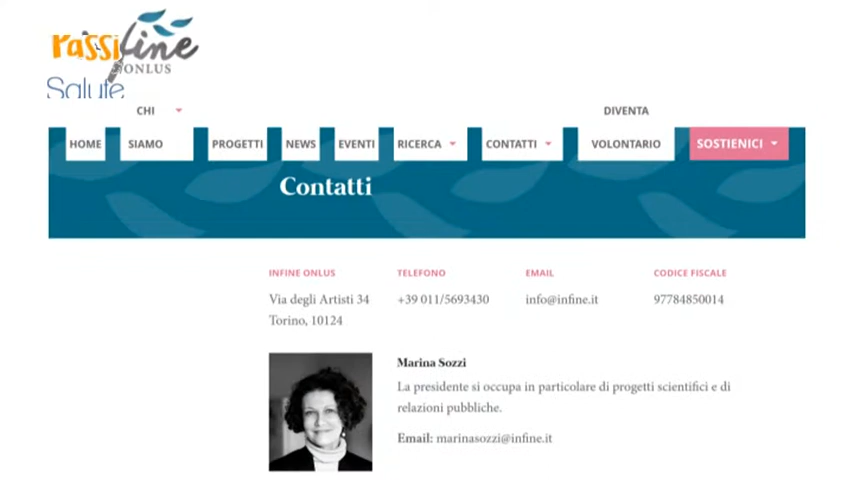 rassifine
ONLUS
Salute
CHI
SIAMO
HOME
PROGETTI
NEWS
EVENTI
RICERCA
CONTATTI
DIVENTA
VOLONTARIO
SOSTIENICI
Contatti
INFINE ONLUS
Via degli Artisti 34
Torino, 10124
TELEFONO
+39 011/5693430
EMAIL
info@infine.it
CODICE FISCALE
97784850014
Marina Sozzi
La presidente si occupa in particolare di progetti scientifici e di
relazioni pubbliche.
Email: marinasozzi@infine.it